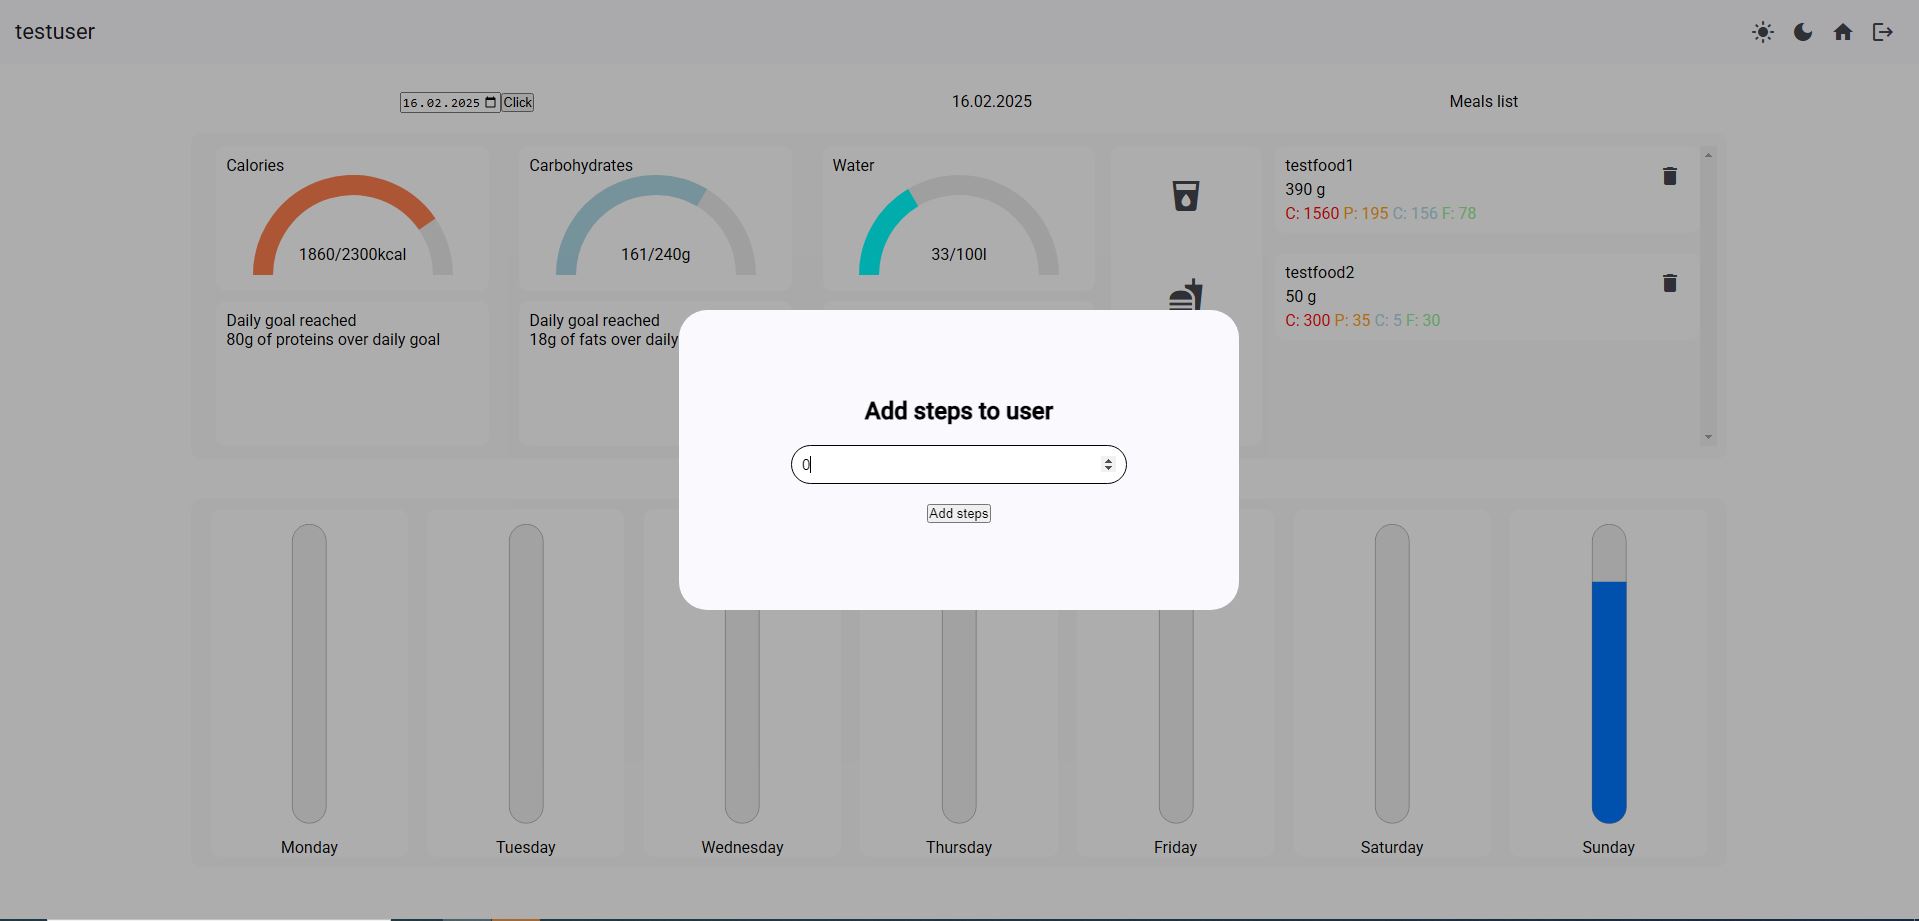 testuser
16.02.2025 Click
16.02.2025
Meals list
Calories
1860/2300kcal
Carbohydrates
161/240g
Water
33/100l
testfood1
390 g
C: 1560 P: 195 C: 156 F: 78
testfood2
50 g
C: 300 P: 35 C: 5 F: 30
Daily goal reached
80g of proteins over daily goal
Daily goal reached
18g of fats over daily
Add steps to user
0
Add steps
Monday
Tuesday
Wednesday
Thursday
Friday
Saturday
Sunday